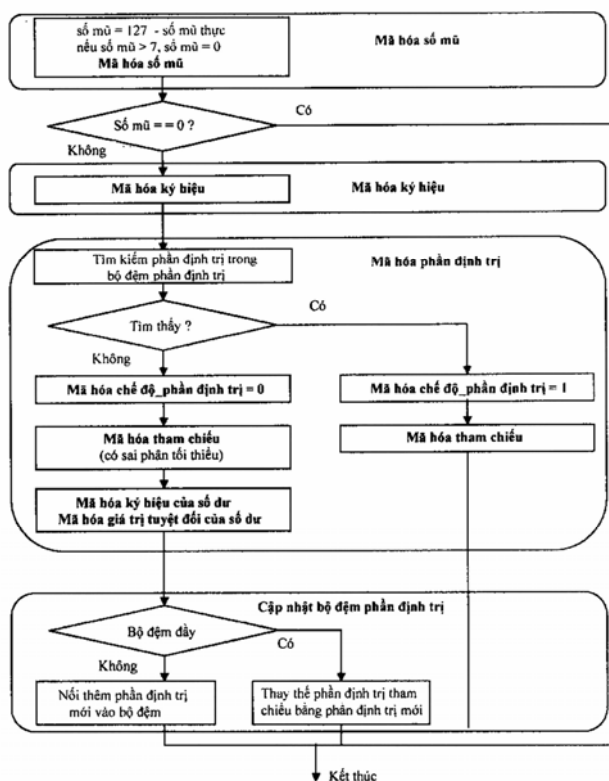 số mũ = 127 - số mũ thực
nếu số mũ > 7, số mũ = 0
Mã hóa số mũ
Mã hóa số mũ
Số mũ = = 0 ?
Có
Không
Mã hóa ký hiệu
Mã hóa ký hiệu
Tìm kiếm phần định trị trong
bộ đệm phần định trị
Mã hóa phần định trị
Tìm thấy ?
Có
Không
Mã hóa chế độ_phần định trị = 0
Mã hóa chế độ_phần định trị = 1
Mã hóa tham chiếu
(có sai phân tối thiểu)
Mã hóa tham chiếu
Mã hóa ký hiệu của số dư
Mã hóa giá trị tuyệt đối của số dư
Cập nhật bộ đệm phần định trị
Bộ đệm đầy
Có
Không
Nối thêm phần định trị
mới vào bộ đệm
Thay thế phần định trị tham
chiếu bằng phần định trị mới
Kết thúc